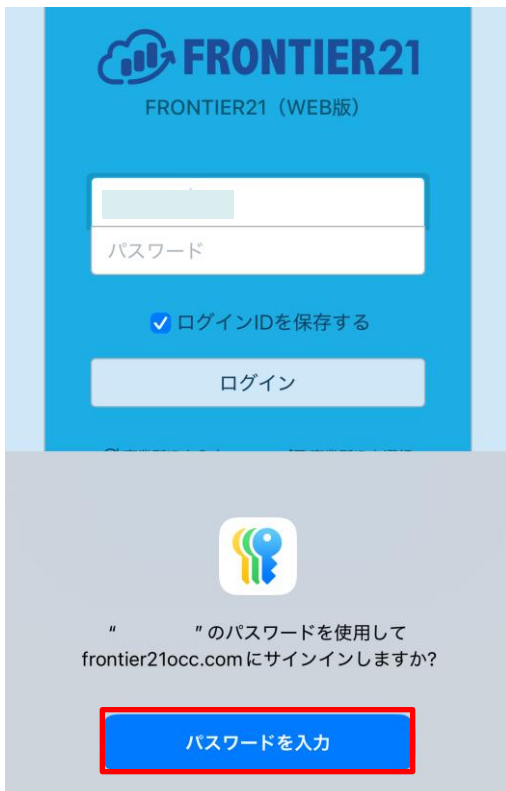 FRONTIER21
FRONTIER21（WEB版）
パスワード
ログインIDを保存する
ログイン
“ ” のパスワードを使用して
frontier21occ.com にサインインしますか?
パスワードを入力